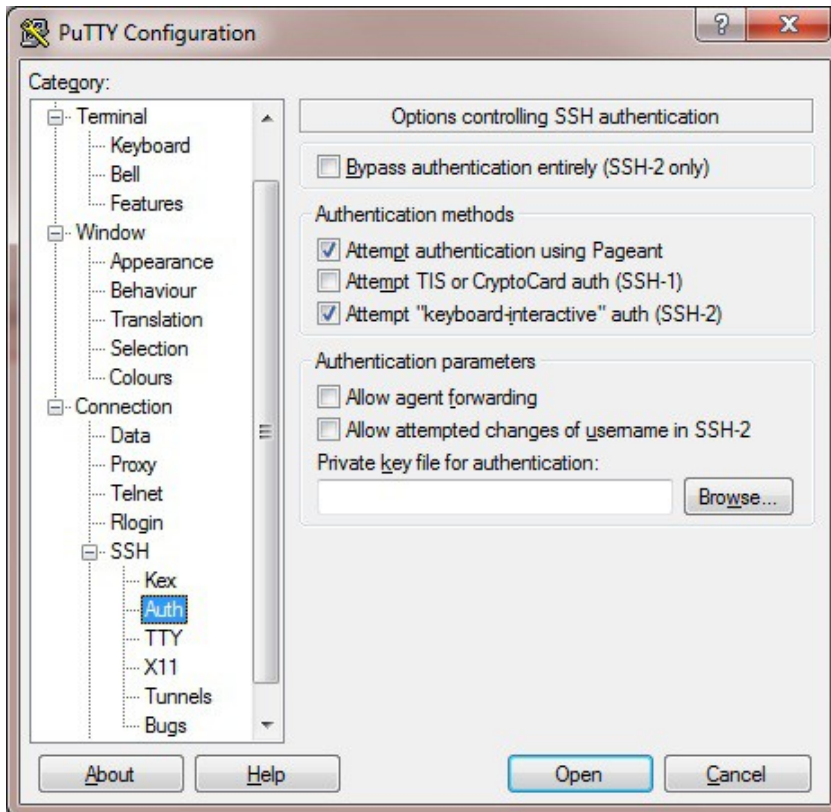 PuTTY Configuration
Category:
Terminal
Keyboard
Bell
Features
Window
Appearance
Behaviour
Translation
Selection
Colours
Connection
Data
Proxy
Telnet
Rlogin
SSH
Kex
Auth
TTY
X11
Tunnels
Bugs
Options controlling SSH authentication
Bypass authentication entirely (SSH-2 only)
Authentication methods
Attempt authentication using Pageant
Attempt TIS or CryptoCard auth (SSH-1)
Attempt "keyboard-interactive" auth (SSH-2)
Authentication parameters
Allow agent forwarding
Allow attempted changes of username in SSH-2
Private key file for authentication:
Browse...
About
Help
Open
Cancel